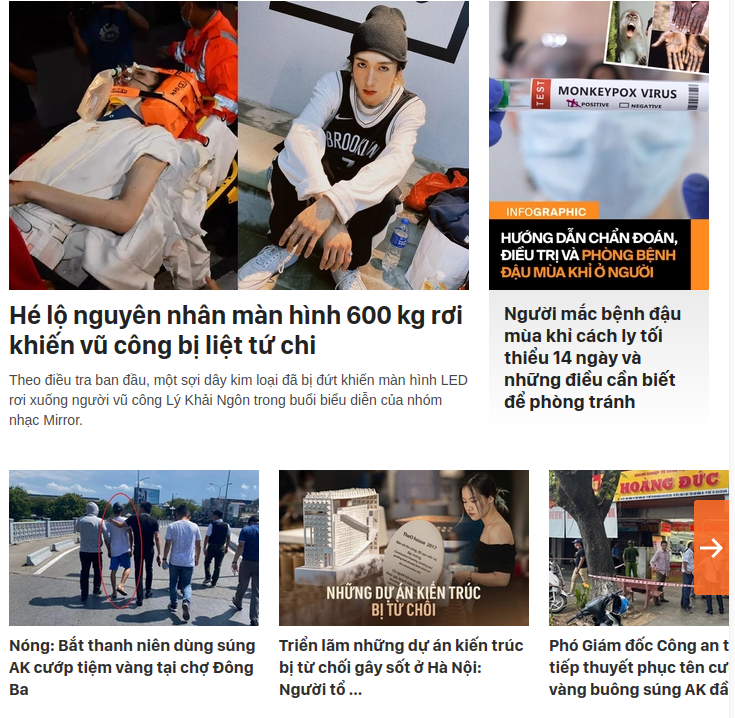 BROOKLYN
7
TEST
MONKEYPOX VIRUS
POSITIVE
NEGATIVE
INFOGRAPHIC
HƯỚNG DẪN CHẨN ĐOÁN,
ĐIỀU TRỊ VÀ PHÒNG BỆNH
ĐẬU MÙA KHỈ Ở NGƯỜI
Hé lộ nguyên nhân màn hình 600 kg rơi
khiến vũ công bị liệt tứ chi
Theo điều tra ban đầu, một sợi dây kim loại đã bị đứt khiến màn hình LED
rơi xuống người vũ công Lý Khải Ngôn trong buổi biểu diễn của nhóm
nhạc Mirror.
Người mắc bệnh đậu
mùa khỉ cách ly tối
thiểu 14 ngày và
những điều cần biết
để phòng tránh
TheO house 2017
NHỮNG DỰ ÁN KIẾN TRÚC
BỊ TỪ CHỐI
HOÀNG ĐỨC
Nóng: Bắt thanh niên dùng súng
AK cướp tiệm vàng tại chợ Đông
Ba
Triển lãm những dự án kiến trúc
bị từ chối gây sốt ở Hà Nội:
Người tổ ...
Phó Giám đốc Công an t
tiếp thuyết phục tên cư
vàng buông súng AK đầ